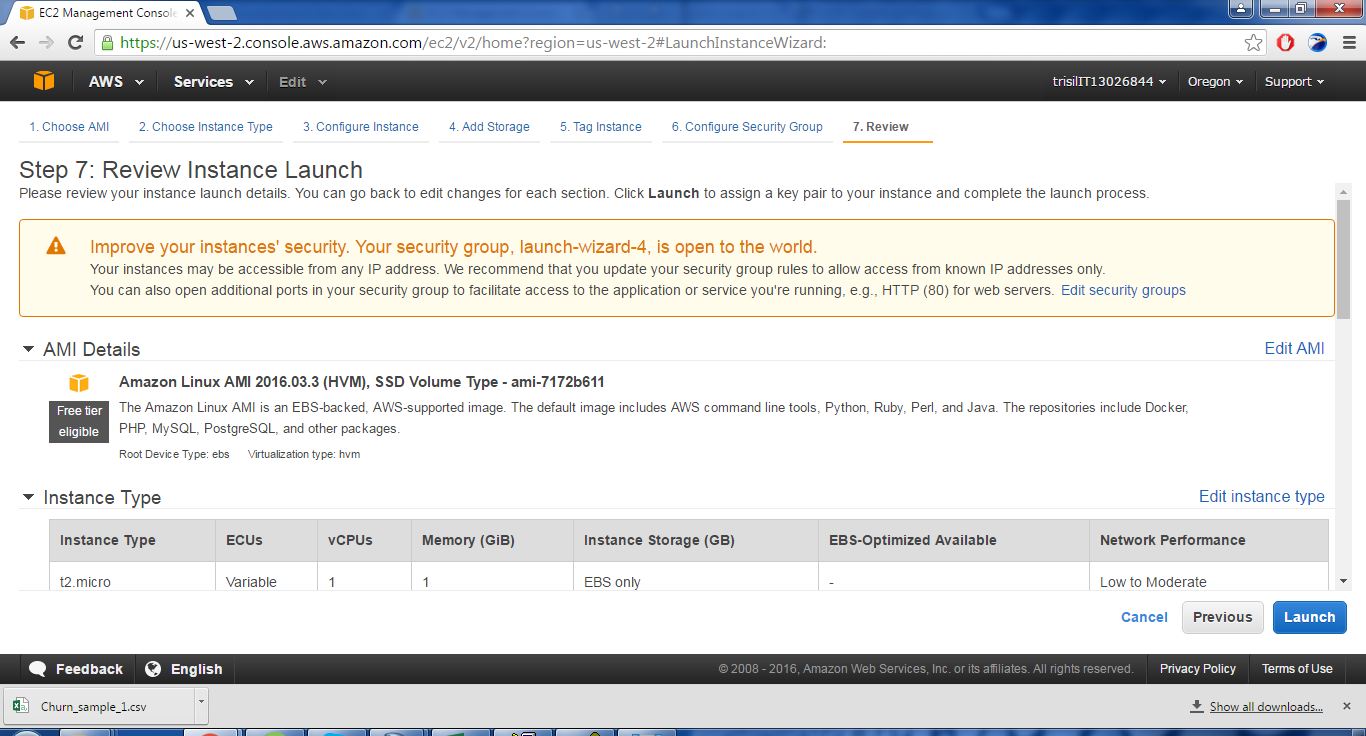 EC2 Management Console
https://us-west-2.console.aws.amazon.com/ec2/v2/home?region=us-west-2#LaunchInstanceWizard:
AWS Services Edit trisilIT13026844 Oregon Support
1. Choose AMI 2. Choose Instance Type 3. Configure Instance 4. Add Storage 5. Tag Instance 6. Configure Security Group 7. Review
Step 7: Review Instance Launch
Please review your instance launch details. You can go back to edit changes for each section. Click Launch to assign a key pair to your instance and complete the launch process.
Improve your instances' security. Your security group, launch-wizard-4, is open to the world.
Your instances may be accessible from any IP address. We recommend that you update your security group rules to allow access from known IP addresses only.
You can also open additional ports in your security group to facilitate access to the application or service you're running, e.g., HTTP (80) for web servers. Edit security groups
AMI Details Edit AMI
Amazon Linux AMI 2016.03.3 (HVM), SSD Volume Type - ami-7172b611
Free tier eligible
The Amazon Linux AMI is an EBS-backed, AWS-supported image. The default image includes AWS command line tools, Python, Ruby, Perl, and Java. The repositories include Docker,
PHP, MySQL, PostgreSQL, and other packages.
Root Device Type: ebs Virtualization type: hvm
Instance Type Edit instance type
Instance Type ECUs vCPUs Memory (GiB) Instance Storage (GB) EBS-Optimized Available Network Performance
t2.micro Variable 1 1 EBS only - Low to Moderate
Cancel Previous Launch
Feedback English © 2008 - 2016, Amazon Web Services, Inc. or its affiliates. All rights reserved. Privacy Policy Terms of Use
Churn_sample_1.csv Show all downloads...